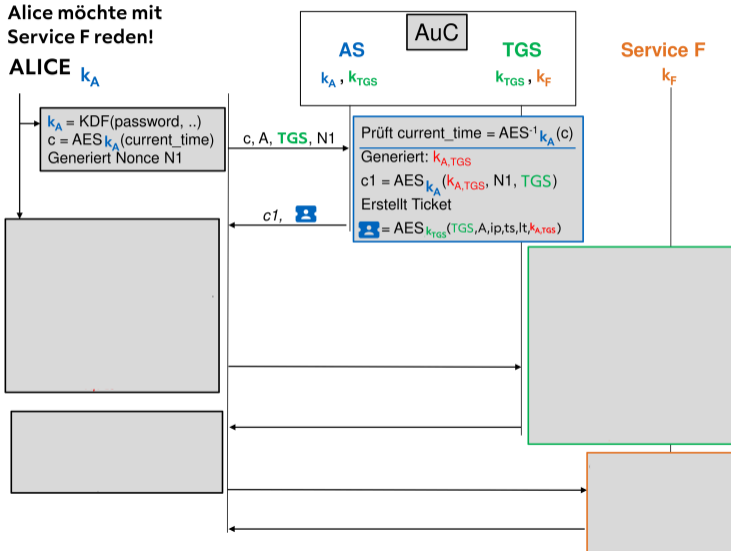 Alice möchte mit
Service F reden!
ALICE kA
AuC
AS
TGS
kA, kTGS
kTGS, kF
Service F
kF
kA = KDF(password, ..)
c = AESkA(current_time)
Generiert Nonce N1
c, A, TGS, N1
Prüft current_time = AES-1kA(c)
Generiert: kA,TGS
c1 = AESkA(kA,TGS, N1, TGS)
Erstellt Ticket
= AESkTGS(TGS,A,ip,ts,lt,kA,TGS)
c1,